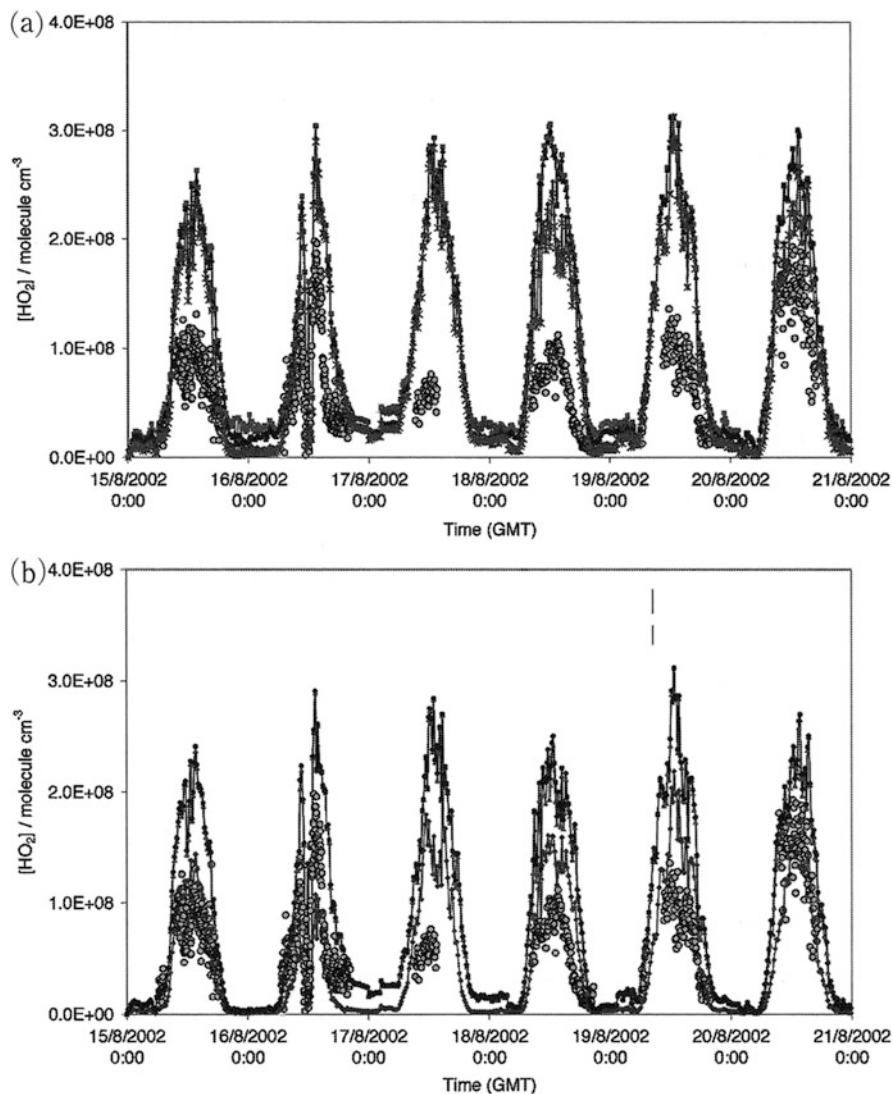 (a)
4.0E+08
3.0E+08
2.0E+08
1.0E+08
0.0E+00
[HO2] / molecule cm-3
15/8/2002 0:00
16/8/2002 0:00
17/8/2002 0:00
18/8/2002 0:00
19/8/2002 0:00
20/8/2002 0:00
21/8/2002 0:00
Time (GMT)
(b)
4.0E+08
3.0E+08
2.0E+08
1.0E+08
0.0E+00
[HO2] / molecule cm-3
15/8/2002 0:00
16/8/2002 0:00
17/8/2002 0:00
18/8/2002 0:00
19/8/2002 0:00
20/8/2002 0:00
21/8/2002 0:00
Time (GMT)